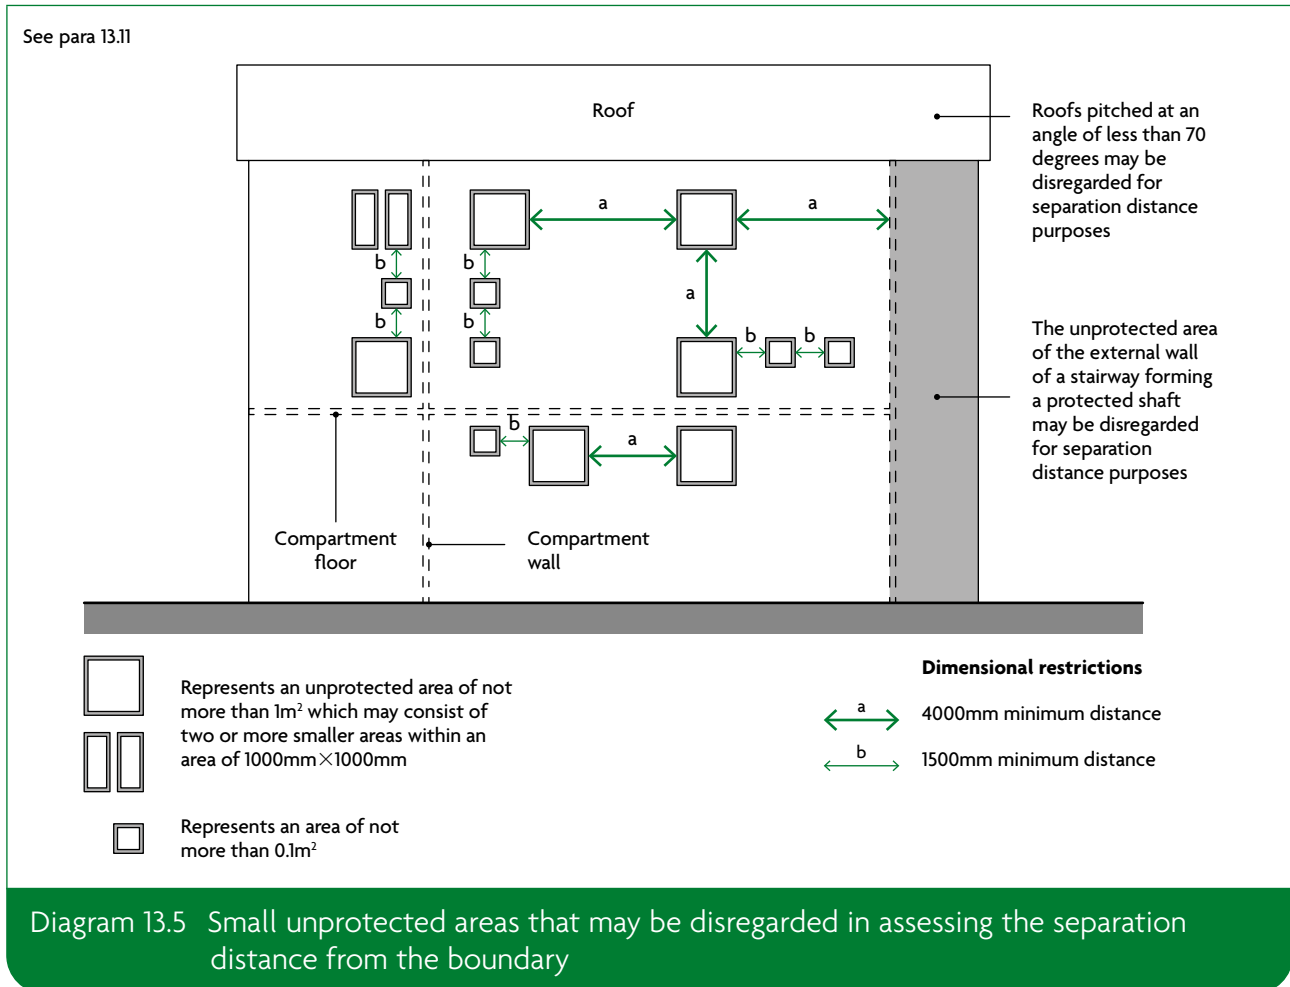 See para 13.11
Roof
Roofs pitched at an
angle of less than 70
degrees may be
disregarded for
separation distance
purposes
a
a
b
b
a
b
b
b
b
The unprotected area
of the external wall
of a stairway forming
a protected shaft
may be disregarded
for separation
distance purposes
b
a
Compartment
floor
Compartment
wall
Represents an unprotected area of not
more than 1m² which may consist of
two or more smaller areas within an
area of 1000mm×1000mm
Represents an area of not
more than 0.1m²
Dimensional restrictions
a
4000mm minimum distance
b
1500mm minimum distance
Diagram 13.5 Small unprotected areas that may be disregarded in assessing the separation
distance from the boundary